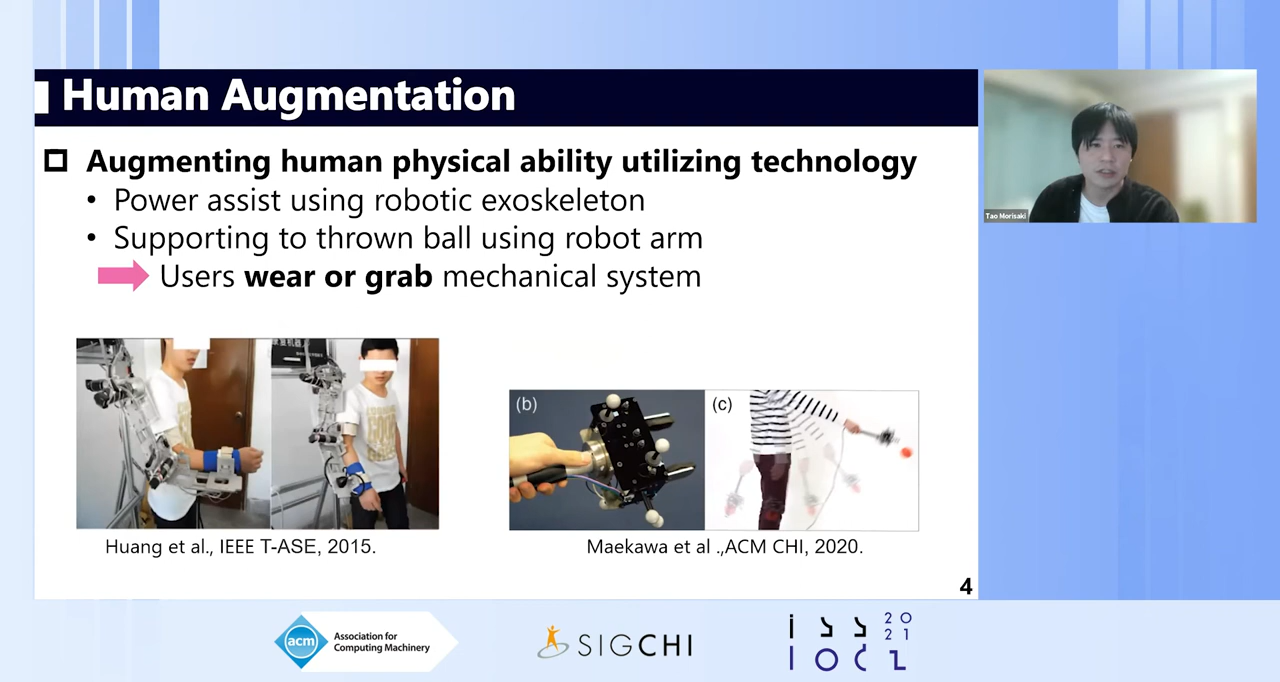 Human Augmentation
Augmenting human physical ability utilizing technology
• Power assist using robotic exoskeleton
• Supporting to thrown ball using robot arm
Users wear or grab mechanical system
(b)
(c)
Huang et al., IEEE T-ASE, 2015.
Maekawa et al .,ACM CHI, 2020.
4
Tao Morisaki
acm
Association for
Computing Machinery
SIGCHI
ISS
2021